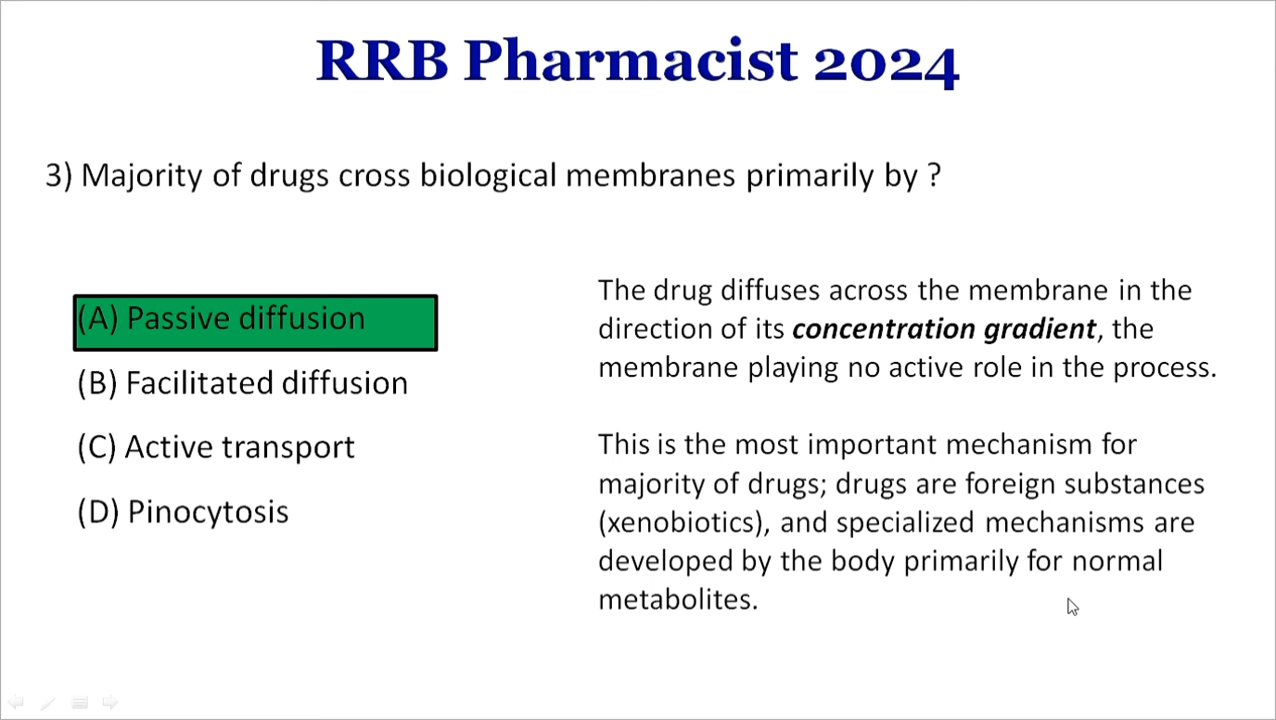 RRB Pharmacist 2024
3) Majority of drugs cross biological membranes primarily by ?
(A) Passive diffusion
(B) Facilitated diffusion
(C) Active transport
(D) Pinocytosis
The drug diffuses across the membrane in the
direction of its concentration gradient, the
membrane playing no active role in the process.
This is the most important mechanism for
majority of drugs; drugs are foreign substances
(xenobiotics), and specialized mechanisms are
developed by the body primarily for normal
metabolites.